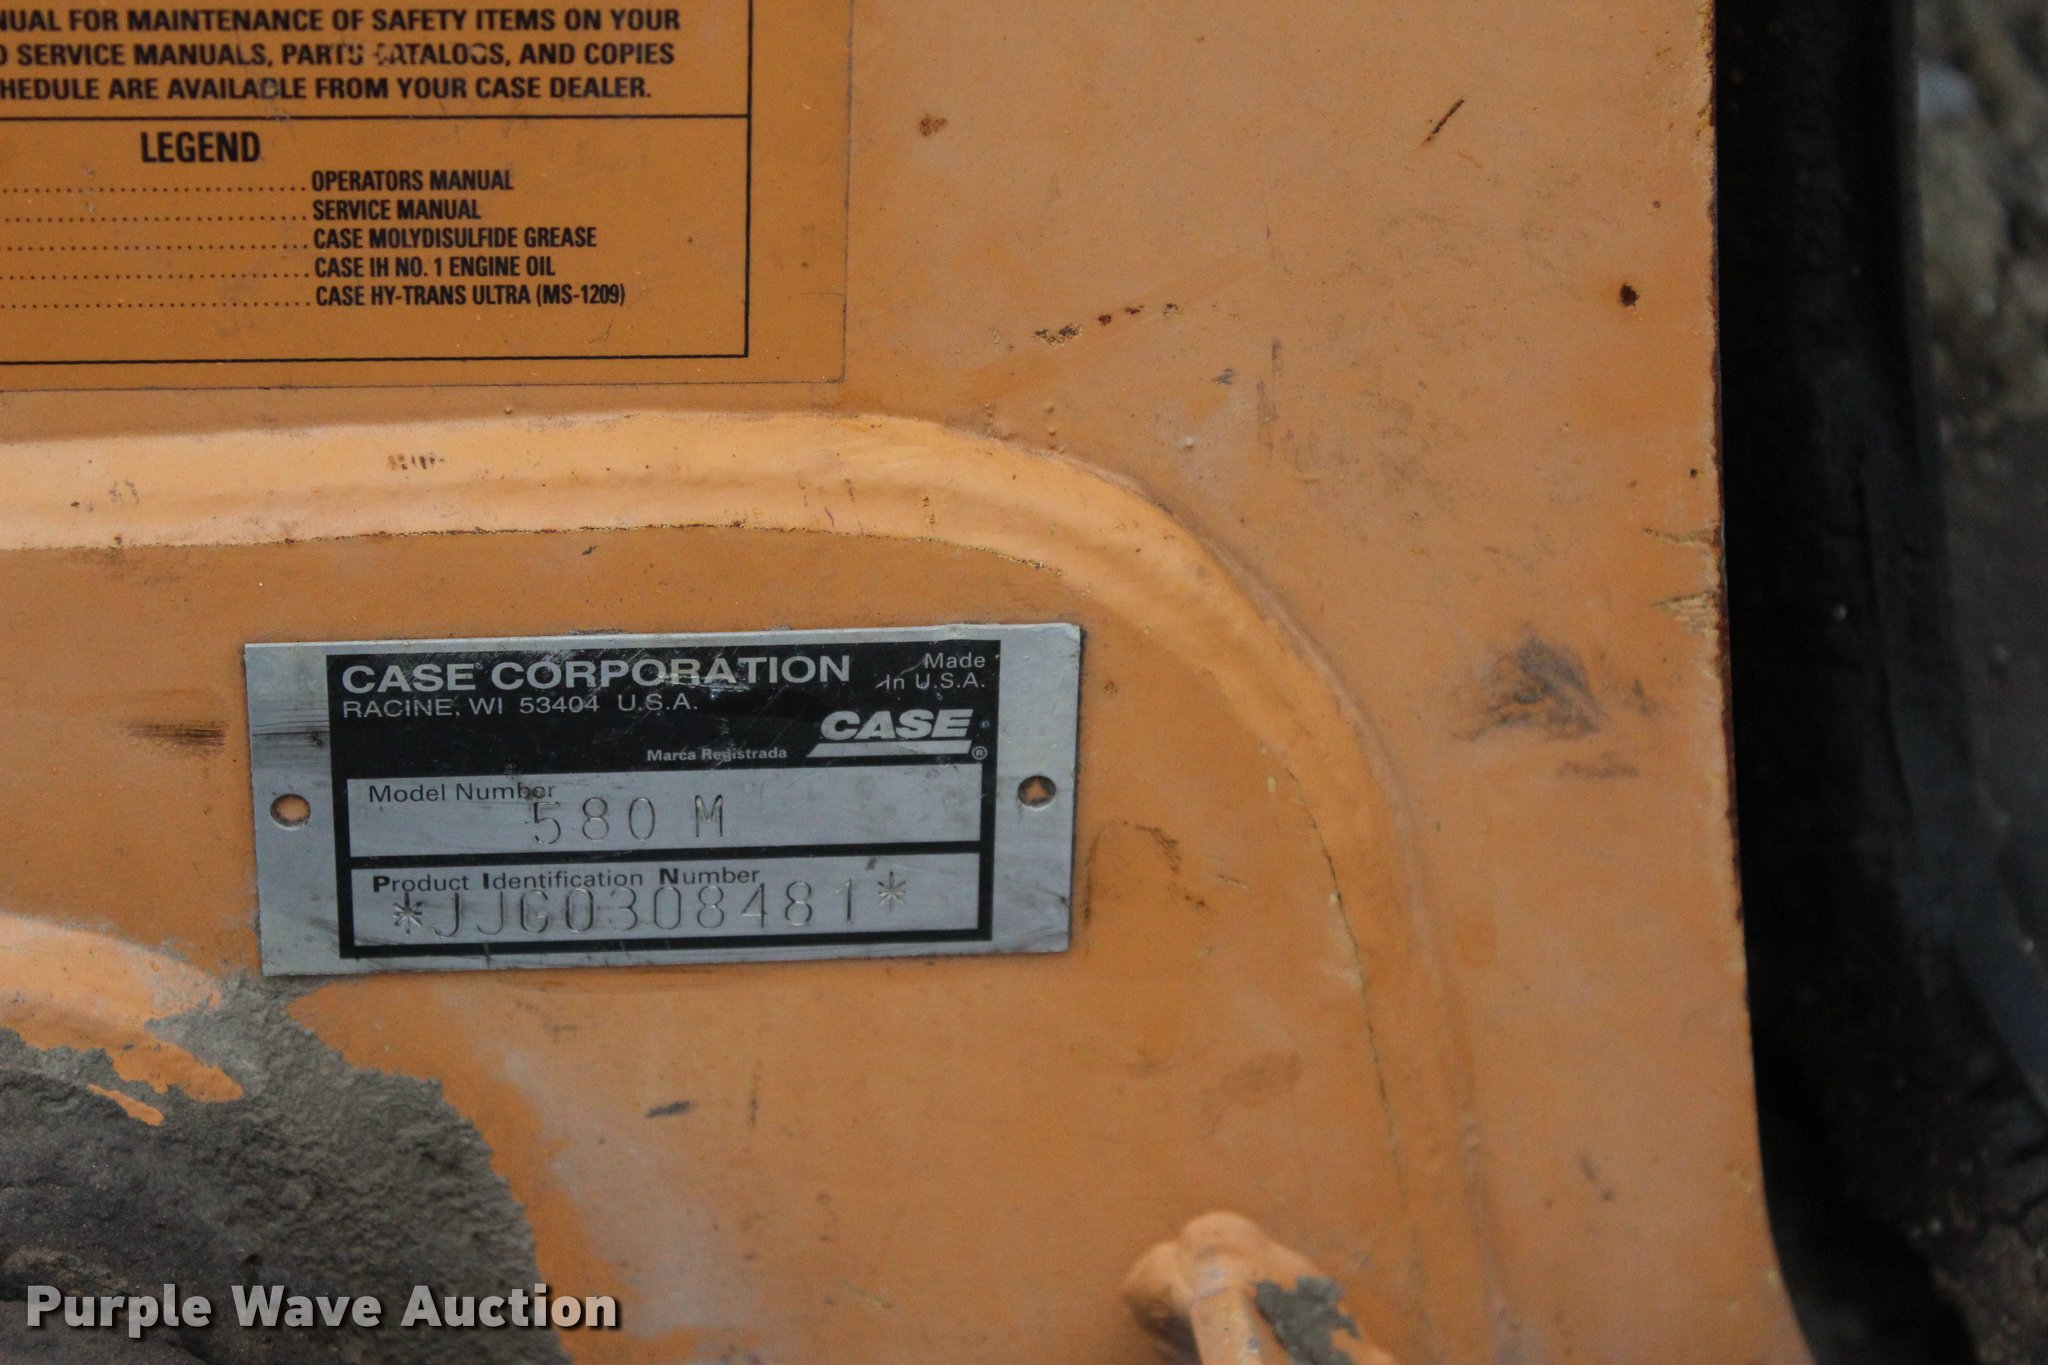 NUAL FOR MAINTENANCE OF SAFETY ITEMS ON YOUR
D SERVICE MANUALS, PARTS CATALOGS, AND COPIES
HEDULE ARE AVAILABLE FROM YOUR CASE DEALER.
LEGEND
OPERATORS MANUAL
SERVICE MANUAL
CASE MOLYDISULFIDE GREASE
CASE IH NO. 1 ENGINE OIL
CASE HY-TRANS ULTRA (MS-1209)
CASE CORPORATION
RACINE, WI 53404 U.S.A.
Made
In U.S.A.
CASE
Marca Registrada ®
Model Number
580 M
Product Identification Number
*JJG0308481*
Purple Wave Auction